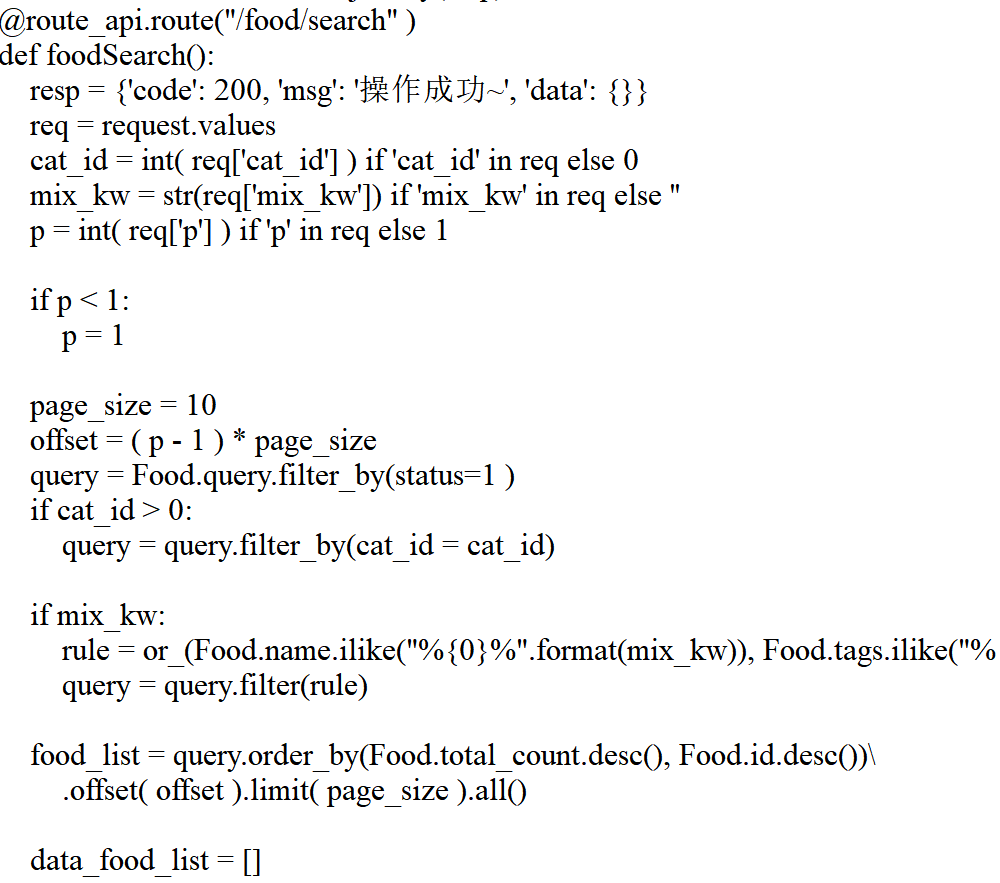 @route_api.route("/food/search" )
def foodSearch():
    resp = {'code': 200, 'msg': '操作成功~', 'data': {}}
    req = request.values
    cat_id = int( req['cat_id'] ) if 'cat_id' in req else 0
    mix_kw = str(req['mix_kw']) if 'mix_kw' in req else ''
    p = int( req['p'] ) if 'p' in req else 1
    if p < 1:
        p = 1
    page_size = 10
    offset = ( p - 1 ) * page_size
    query = Food.query.filter_by(status=1 )
    if cat_id > 0:
        query = query.filter_by(cat_id = cat_id)
    if mix_kw:
        rule = or_(Food.name.ilike("%{0}%".format(mix_kw)), Food.tags.ilike("%
        query = query.filter(rule)
    food_list = query.order_by(Food.total_count.desc(), Food.id.desc())\
        .offset( offset ).limit( page_size ).all()
    data_food_list = []